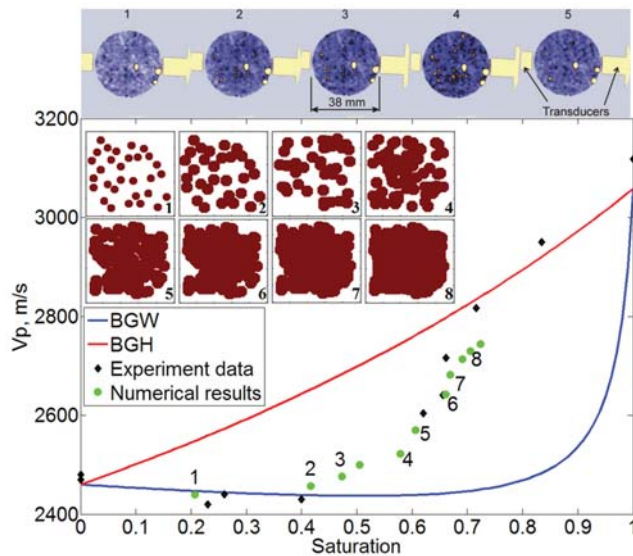 1 2 3 4 5
38 mm
Transducers
3200
3000
2800
2600
2400
Vp, m/s
1 2 3 4
5 6 7 8
BGW
BGH
Experiment data
Numerical results
1 2 3 4 5 6 7 8
0 0.1 0.2 0.3 0.4 0.5 0.6 0.7 0.8 0.9 1
Saturation